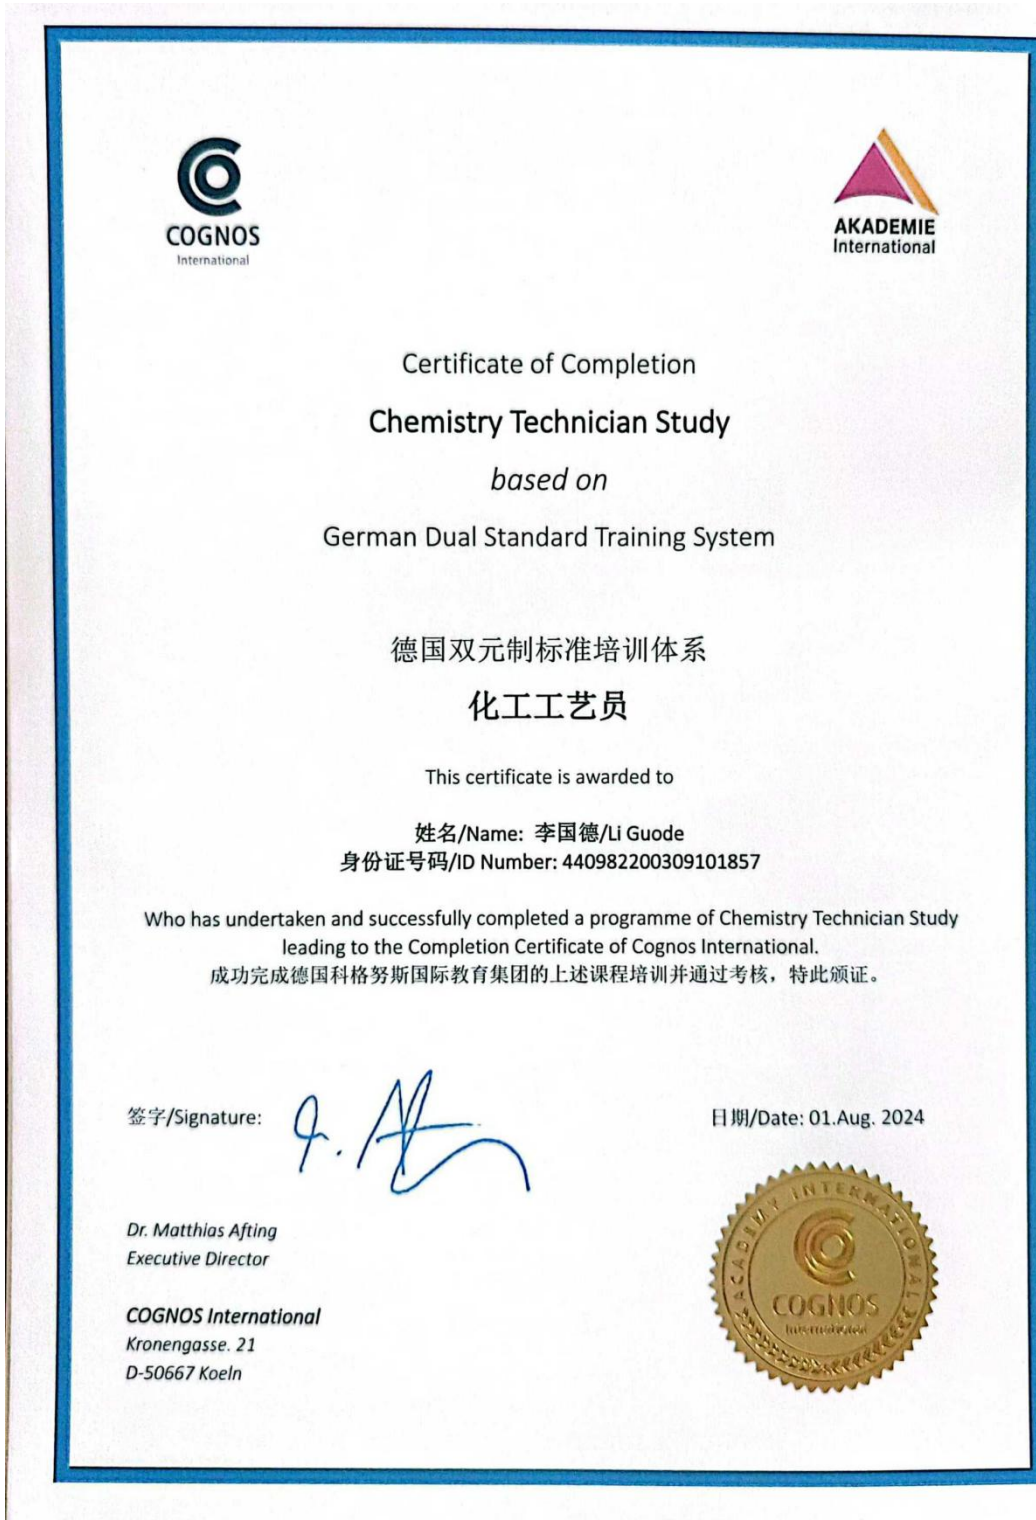 COGNOS
International
AKADEMIE
International
Certificate of Completion
Chemistry Technician Study
based on
German Dual Standard Training System
德国双元制标准培训体系
化工工艺员
This certificate is awarded to
姓名/Name: 李国德/Li Guode
身份证号码/ID Number: 440982200309101857
Who has undertaken and successfully completed a programme of Chemistry Technician Study
leading to the Completion Certificate of Cognos International.
成功完成德国科格努斯国际教育集团的上述课程培训并通过考核，特此颁证。
签字/Signature:
日期/Date: 01.Aug. 2024
Dr. Matthias Afting
Executive Director
COGNOS International
Kronengasse. 21
D-50667 Koeln
ACADEMY INTERNATIONAL
COGNOS
International